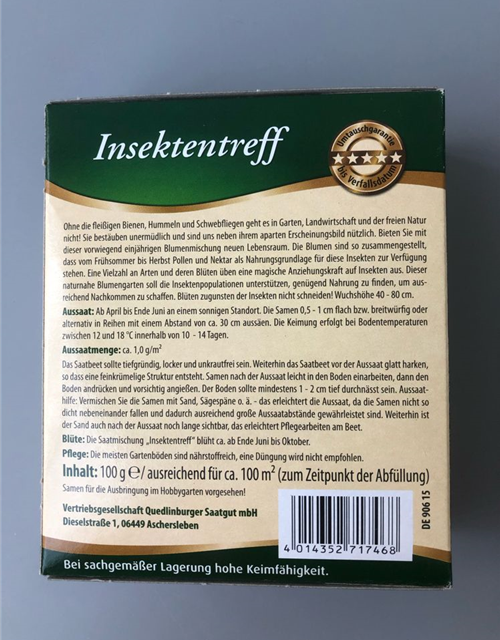 Insektentreff
Umtauschgarantie
bis Verfallsdatum
Ohne die fleißigen Bienen, Hummeln und Schwebfliegen geht es in Garten, Landwirtschaft und der freien Natur
nicht! Sie bestäuben unermüdlich und sind uns neben ihrem aparten Erscheinungsbild nützlich. Bieten Sie mit
dieser vorwiegend einjährigen Blumenmischung neuen Lebensraum. Die Blumen sind so zusammengestellt,
dass vom Frühsommer bis Herbst Pollen und Nektar als Nahrungsgrundlage für diese Insekten zur Verfügung
stehen. Eine Vielzahl an Arten und deren Blüten üben eine magische Anziehungskraft auf Insekten aus. Dieser
naturnahe Blumengarten soll die Insektenpopulationen unterstützen, genügend Nahrung zu finden, um aus-
reichend Nachkommen zu schaffen. Blüten zugunsten der Insekten nicht schneiden! Wuchshöhe 40 - 80 cm.
Aussaat: Ab April bis Ende Juni an einem sonnigen Standort. Die Samen 0,5 - 1 cm flach bzw. breitwürfig oder
alternativ in Reihen mit einem Abstand von ca. 30 cm aussäen. Die Keimung erfolgt bei Bodentemperaturen
zwischen 12 und 18 °C innerhalb von 10 - 14 Tagen.
Aussaatmenge: ca. 1,0 g/m²
Das Saatbeet sollte tiefgründig, locker und unkrautfrei sein. Weiterhin das Saatbeet vor der Aussaat glatt harken,
so dass eine feinkrümelige Struktur entsteht. Samen nach der Aussaat leicht in den Boden einarbeiten, dann den
Boden andrücken und vorsichtig angießen. Der Boden sollte mindestens 1 - 2 cm tief durchnässt sein. Aussaat-
hilfe: Vermischen Sie die Samen mit Sand, Sägespäne o. ä. - das erleichtert die Aussaat, da die Samen nicht so
dicht nebeneinander fallen und dadurch ausreichend große Aussaatabstände gewährleistet sind. Weiterhin ist
der Sand auch nach der Aussaat noch lange sichtbar, das erleichtert Pflegearbeiten am Beet.
Blüte: Die Saatmischung „Insektentreff" blüht ca. ab Ende Juni bis Oktober.
Pflege: Die meisten Gartenböden sind nährstoffreich, eine Düngung wird nicht empfohlen.
Inhalt: 100 g ℮/ ausreichend für ca. 100 m² (zum Zeitpunkt der Abfüllung)
Samen für die Ausbringung im Hobbygarten vorgesehen!
Vertriebsgesellschaft Quedlinburger Saatgut mbH
Dieselstraße 1, 06449 Aschersleben
4 014352 717468
DE 906 15
Bei sachgemäßer Lagerung hohe Keimfähigkeit.